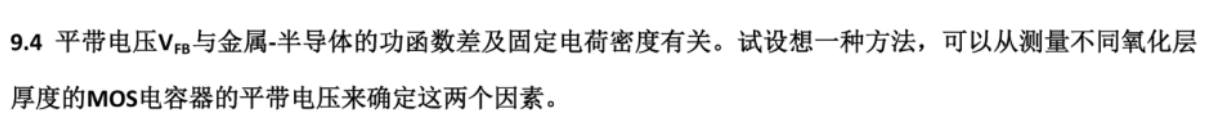 9.4 平带电压VFB与金属-半导体的功函数差及固定电荷密度有关。试设想一种方法，可以从测量不同氧化层
厚度的MOS电容器的平带电压来确定这两个因素。